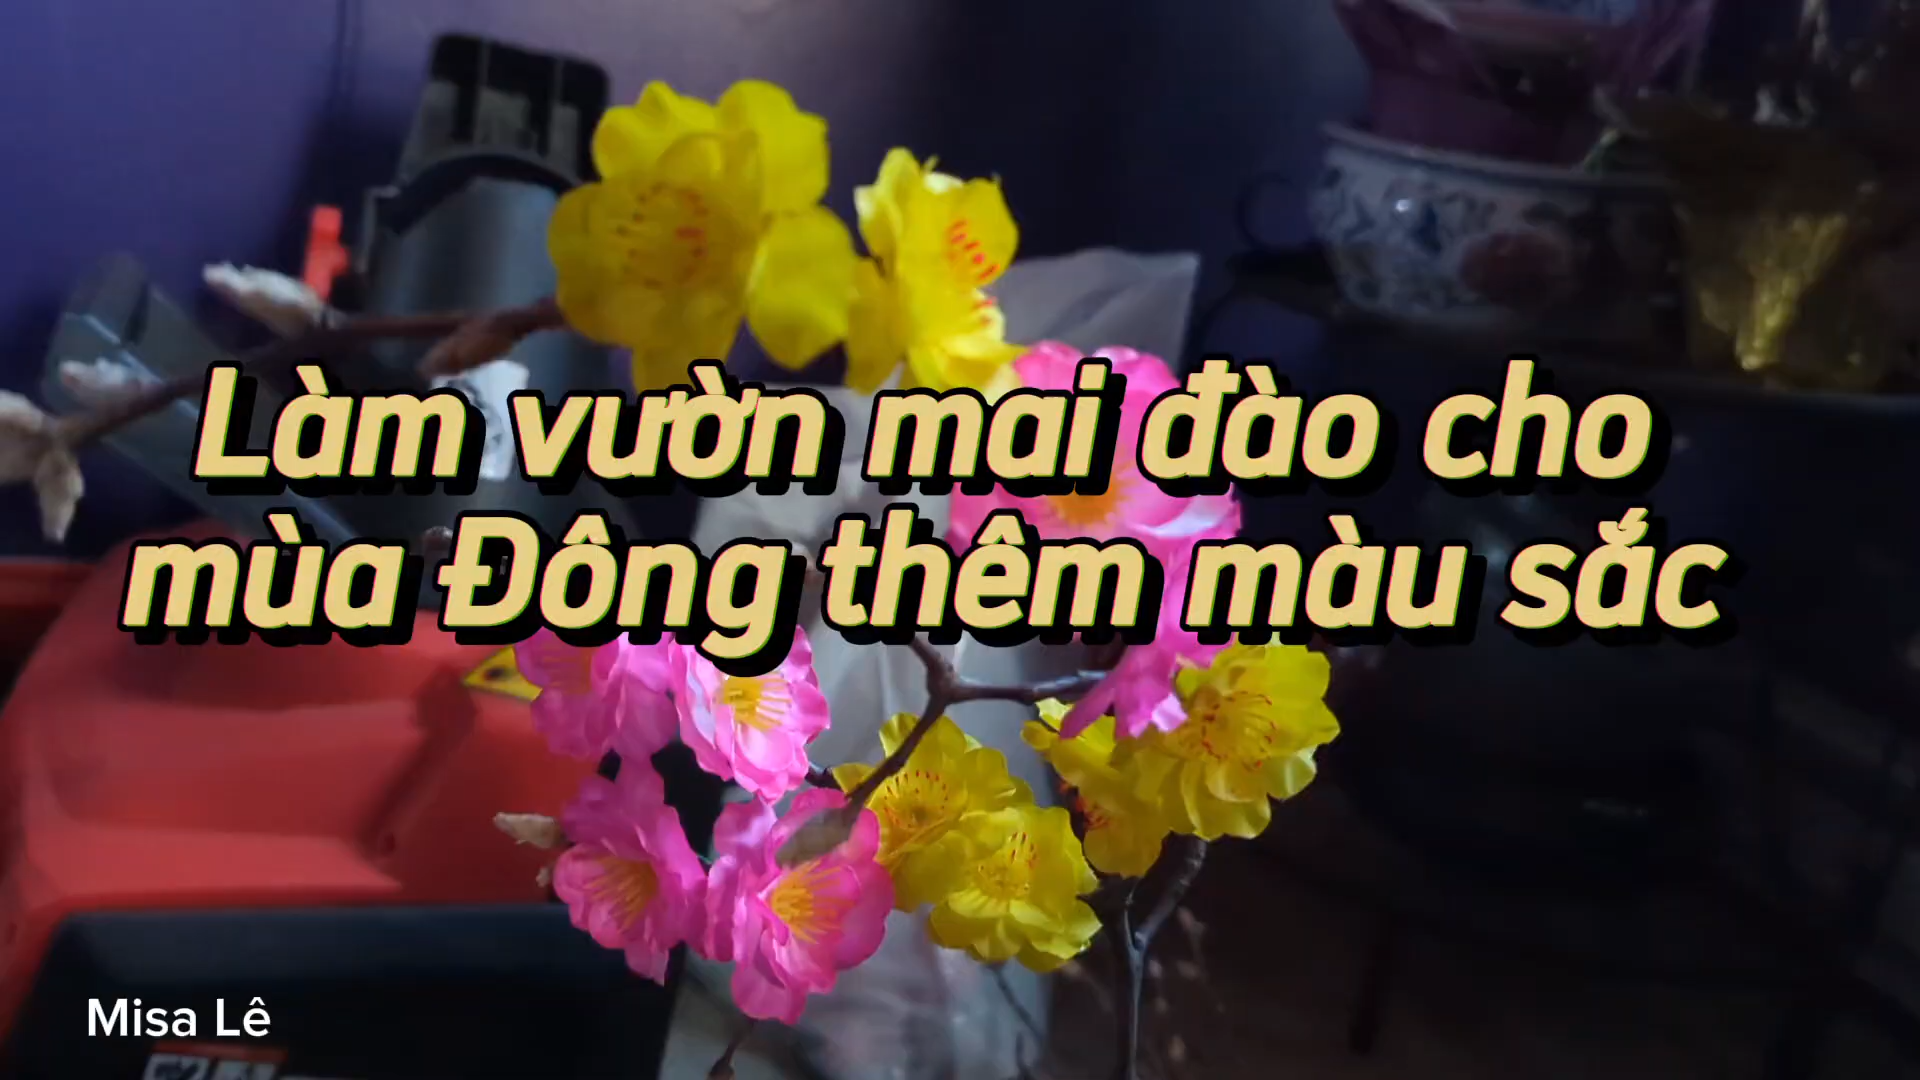 Làm vườn mai đào cho
mùa Đông thêm màu sắc
Misa Lê